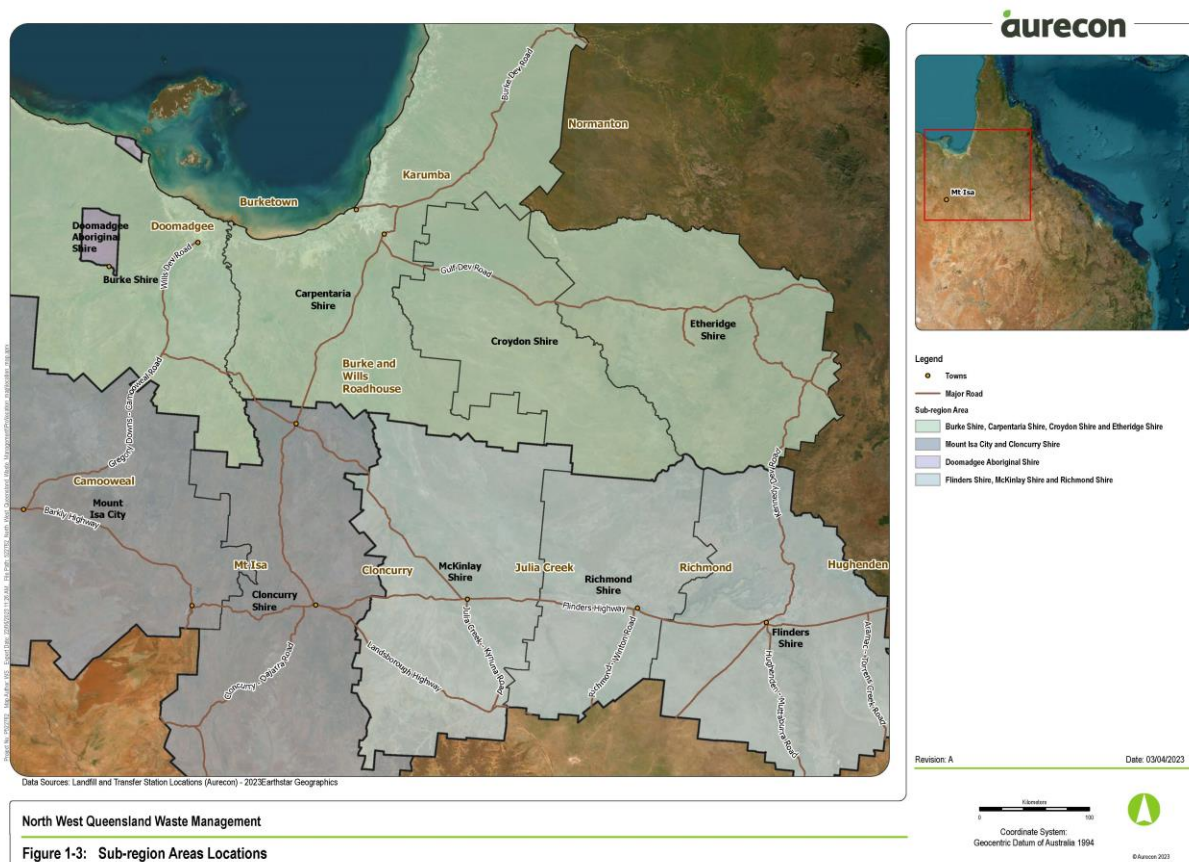 aurecon
Burke Dev Road
Normanton
Karumba
Burketown
Doomadgee
Doomadgee
Aboriginal
Shire
Burke Shire
Wills Dev Road
Carpentaria
Shire
Gulf Dev Road
Croydon Shire
Etheridge
Shire
Burke and
Wills
Roadhouse
Gregory Downs - Camooweal Road
Camooweal
Mount
Isa City
Barkly Highway
Mt Isa
Cloncurry
Shire
Cloncurry
McKinlay
Shire
Julia Creek
Richmond
Shire
Richmond
Hughenden
Kennedy Dev Road
Flinders Highway
Flinders
Shire
Cloncurry - Dajarra Road
Landsborough Highway
Julia Creek - Kynuna Road
Richmond - Winton Road
Hughenden - Muttaburra Road
Aramac - Torrens Creek Road
Mt Isa
Legend
Towns
Major Road
Sub-region Area
Burke Shire, Carpentaria Shire, Croydon Shire and Etheridge Shire
Mount Isa City and Cloncurry Shire
Doomadgee Aboriginal Shire
Flinders Shire, McKinlay Shire and Richmond Shire
Revision: A
Date: 03/04/2023
Data Sources: Landfill and Transfer Station Locations (Aurecon) - 2023Earthstar Geographics
Kilometers
0 100
Coordinate System:
Geocentric Datum of Australia 1994
©Aurecon 2023
North West Queensland Waste Management
Figure 1-3: Sub-region Areas Locations